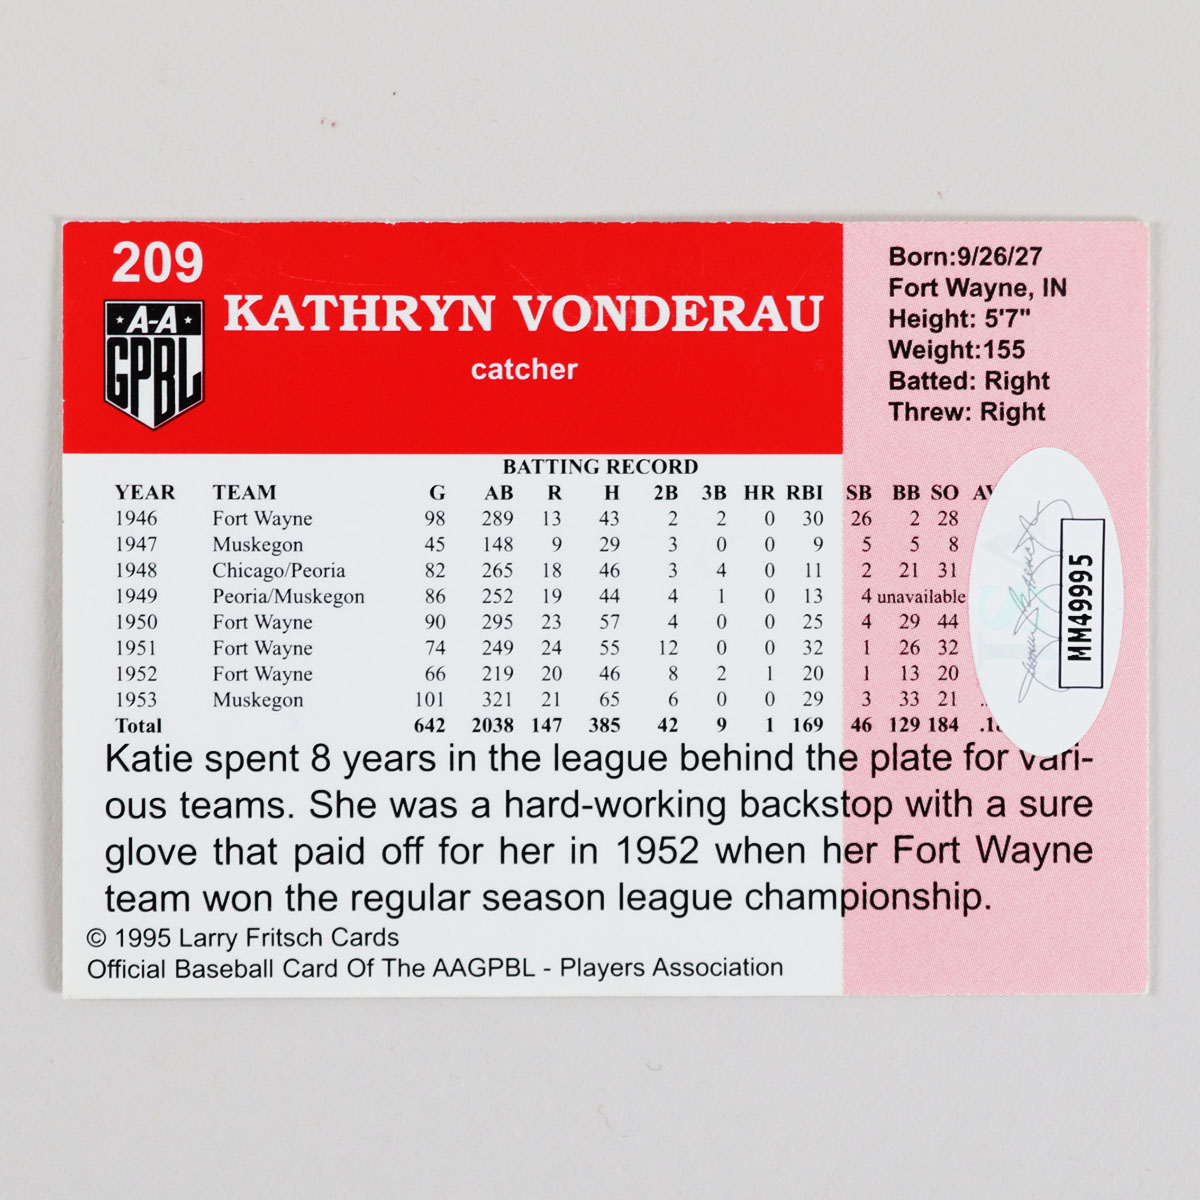 209
A-A
GPBL
KATHRYN VONDERAU
catcher
Born:9/26/27
Fort Wayne, IN
Height: 5'7"
Weight:155
Batted: Right
Threw: Right
BATTING RECORD
YEAR TEAM G AB R H 2B 3B HR RBI SB BB SO
1946 Fort Wayne 98 289 13 43 2 2 0 30 26 2 28
1947 Muskegon 45 148 9 29 3 0 0 9 5 5 8
1948 Chicago/Peoria 82 265 18 46 3 4 0 11 2 21 31
1949 Peoria/Muskegon 86 252 19 44 4 1 0 13 4 unavailable
1950 Fort Wayne 90 295 23 57 4 0 0 25 4 29 44
1951 Fort Wayne 74 249 24 55 12 0 0 32 1 26 32
1952 Fort Wayne 66 219 20 46 8 2 1 20 1 13 20
1953 Muskegon 101 321 21 65 6 0 0 29 3 33 21
Total 642 2038 147 385 42 9 1 169 46 129 184
JSA
MM49995
Katie spent 8 years in the league behind the plate for vari-
ous teams. She was a hard-working backstop with a sure
glove that paid off for her in 1952 when her Fort Wayne
team won the regular season league championship.
© 1995 Larry Fritsch Cards
Official Baseball Card Of The AAGPBL - Players Association